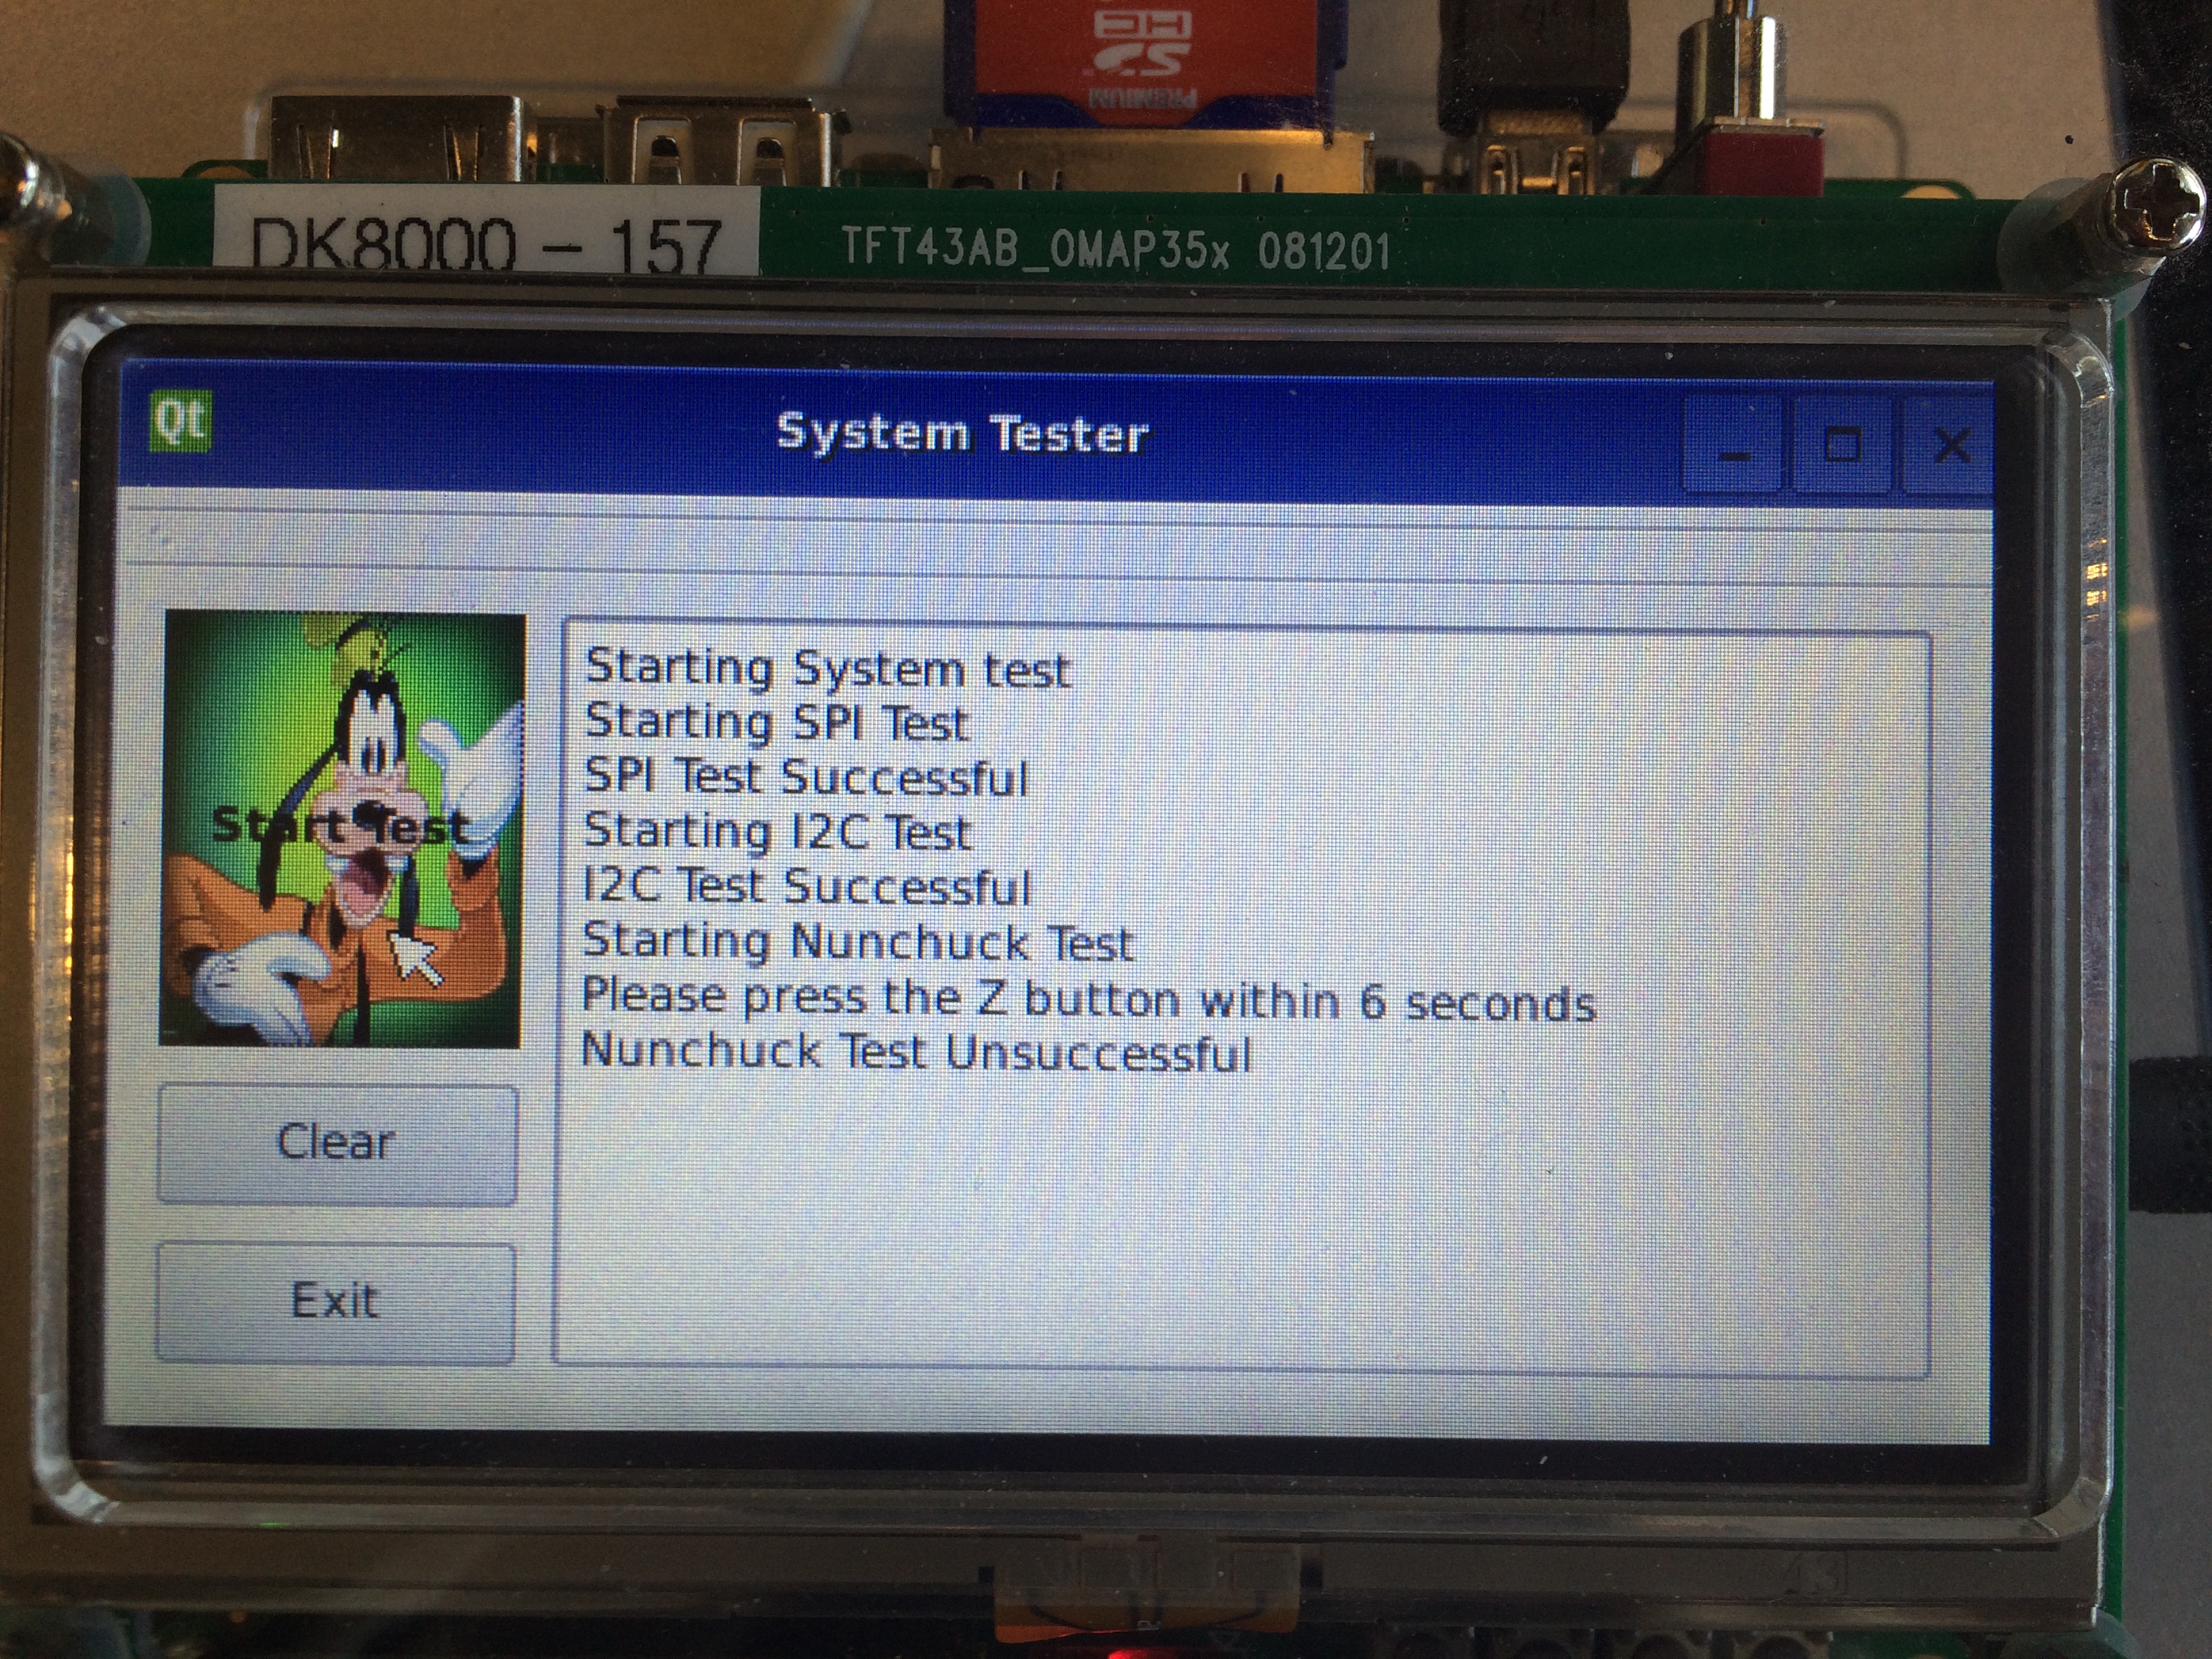 SD
HC
PREMIUM
DK8000 - 157
TFT43AB_OMAP35x 081201
Qt
System Tester
Start Test
Starting System test
Starting SPI Test
SPI Test Successful
Starting I2C Test
I2C Test Successful
Starting Nunchuck Test
Please press the Z button within 6 seconds
Nunchuck Test Unsuccessful
Clear
Exit